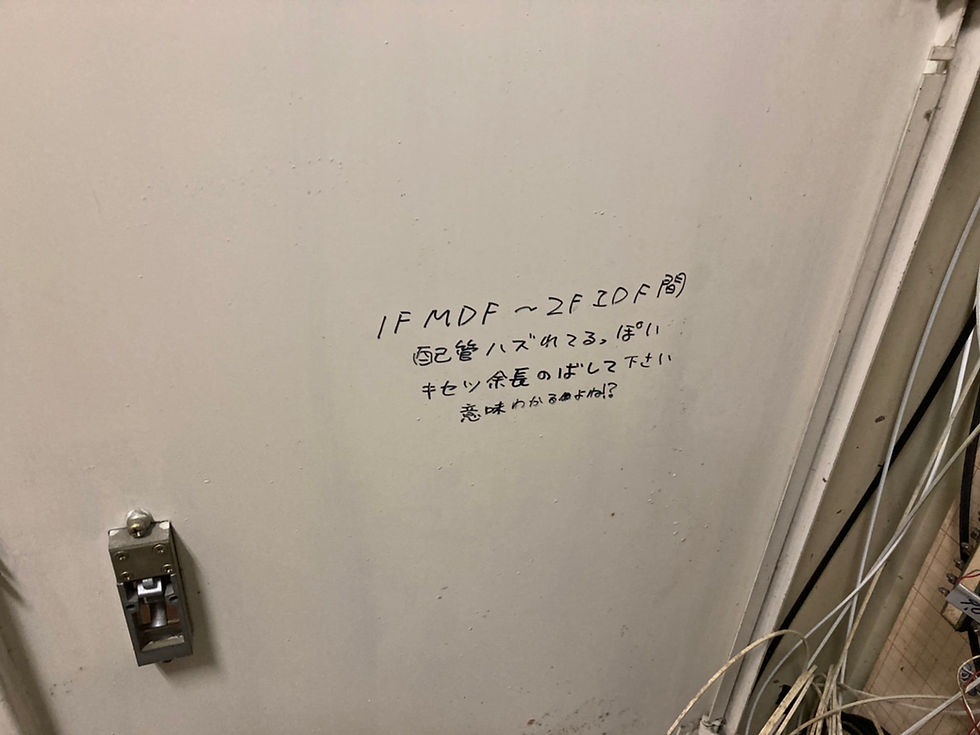 1F MDF～2F IDF間
配管ハズれてるっぽい
キセツ余長のばして下さい
意味わかるよね!?